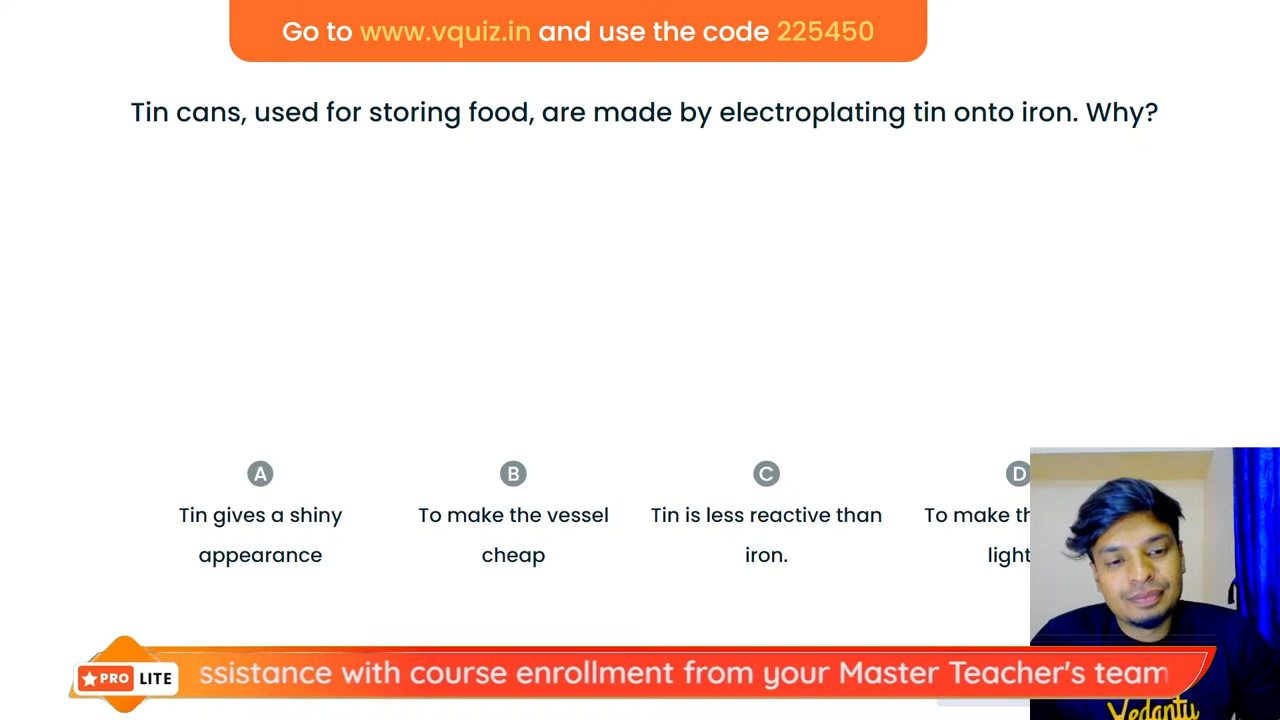 Go to www.vquiz.in and use the code 225450
Tin cans, used for storing food, are made by electroplating tin onto iron. Why?
A
Tin gives a shiny
appearance
B
To make the vessel
cheap
C
Tin is less reactive than
iron.
D
To make
light
PRO LITE
ssistance with course enrollment from your Master Teacher's team
Vedantu